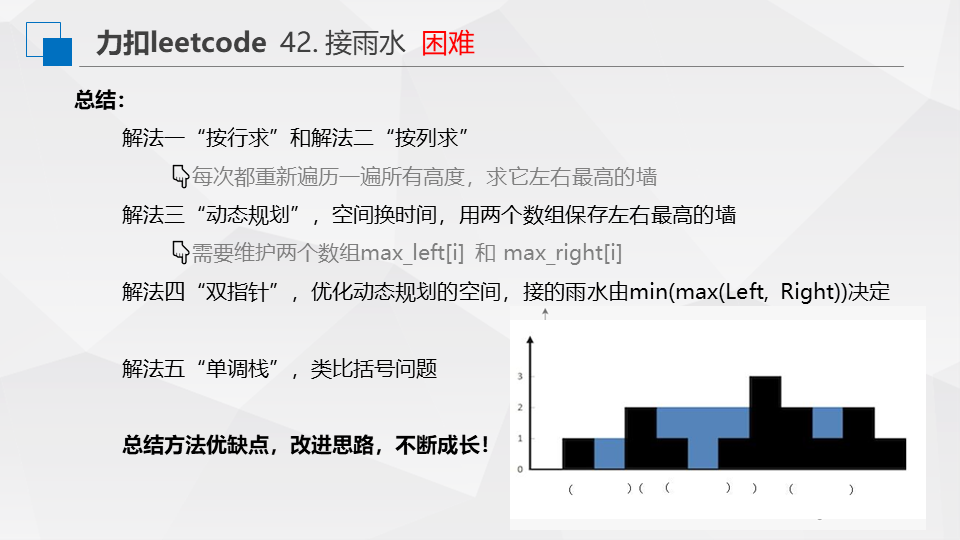 力扣leetcode 42. 接雨水 困难
总结：
解法一“按行求”和解法二“按列求”
每次都重新遍历一遍所有高度，求它左右最高的墙
解法三“动态规划”，空间换时间，用两个数组保存左右最高的墙
需要维护两个数组max_left[i] 和 max_right[i]
解法四“双指针”，优化动态规划的空间，接的雨水由min(max(Left, Right))决定
解法五“单调栈”，类比括号问题
总结方法优缺点，改进思路，不断成长！
3
2
1
0
（ ）（ （ ） ） （ ）